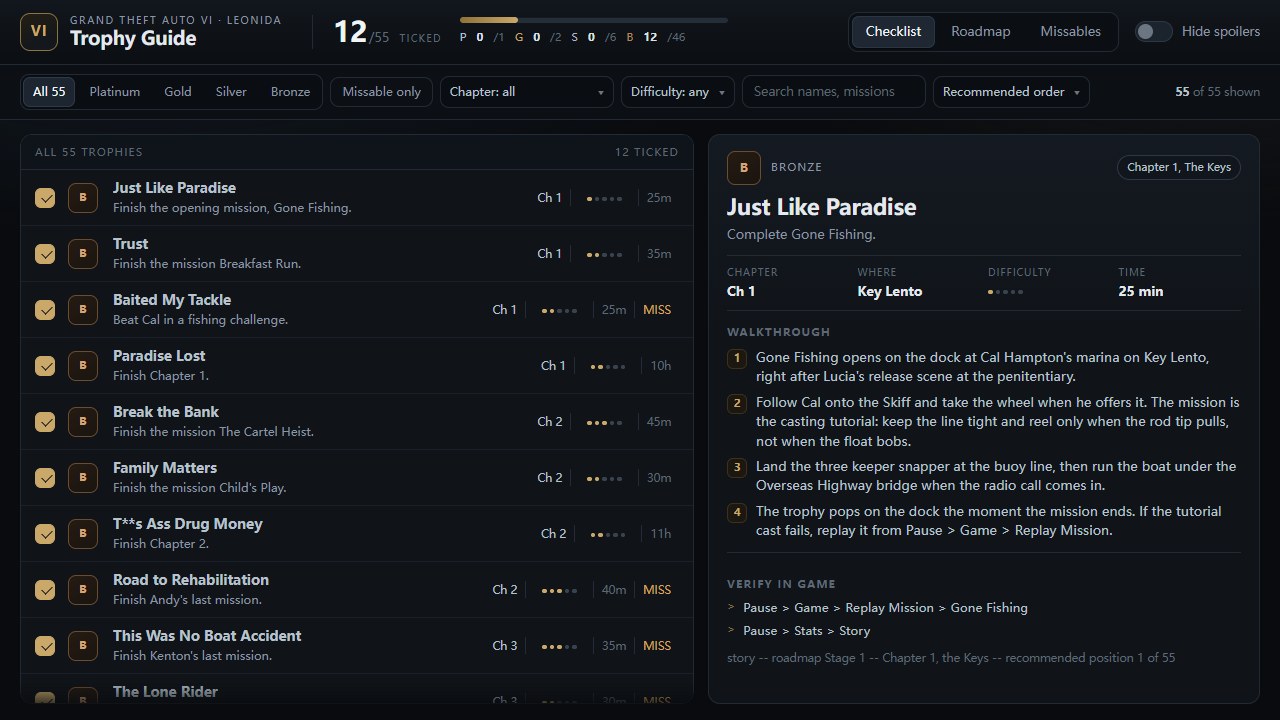 VI
GRAND THEFT AUTO VI · LEONIDA
Trophy Guide
12/55 TICKED
P 0 /1 G 0 /2 S 0 /6 B 12 /46
Checklist
Roadmap
Missables
Hide spoilers
All 55
Platinum
Gold
Silver
Bronze
Missable only
Chapter: all
Difficulty: any
Search names, missions
Recommended order
55 of 55 shown
ALL 55 TROPHIES
12 TICKED
B
Just Like Paradise
Finish the opening mission, Gone Fishing.
Ch 1
25m
B
Trust
Finish the mission Breakfast Run.
Ch 1
35m
B
Baited My Tackle
Beat Cal in a fishing challenge.
Ch 1
25m
MISS
B
Paradise Lost
Finish Chapter 1.
Ch 1
10h
B
Break the Bank
Finish the mission The Cartel Heist.
Ch 2
45m
B
Family Matters
Finish the mission Child's Play.
Ch 2
30m
B
T**s Ass Drug Money
Finish Chapter 2.
Ch 2
11h
B
Road to Rehabilitation
Finish Andy's last mission.
Ch 2
40m
MISS
B
This Was No Boat Accident
Finish Kenton's last mission.
Ch 3
35m
MISS
B
The Lone Rider
Ch 3
30m
MISS
B
BRONZE
Chapter 1, The Keys
Just Like Paradise
Complete Gone Fishing.
CHAPTER
Ch 1
WHERE
Key Lento
DIFFICULTY
TIME
25 min
WALKTHROUGH
1 Gone Fishing opens on the dock at Cal Hampton's marina on Key Lento,
right after Lucia's release scene at the penitentiary.
2 Follow Cal onto the Skiff and take the wheel when he offers it. The mission is
the casting tutorial: keep the line tight and reel only when the rod tip pulls,
not when the float bobs.
3 Land the three keeper snapper at the buoy line, then run the boat under the
Overseas Highway bridge when the radio call comes in.
4 The trophy pops on the dock the moment the mission ends. If the tutorial
cast fails, replay it from Pause > Game > Replay Mission.
VERIFY IN GAME
> Pause > Game > Replay Mission > Gone Fishing
> Pause > Stats > Story
story -- roadmap Stage 1 -- Chapter 1, the Keys -- recommended position 1 of 55